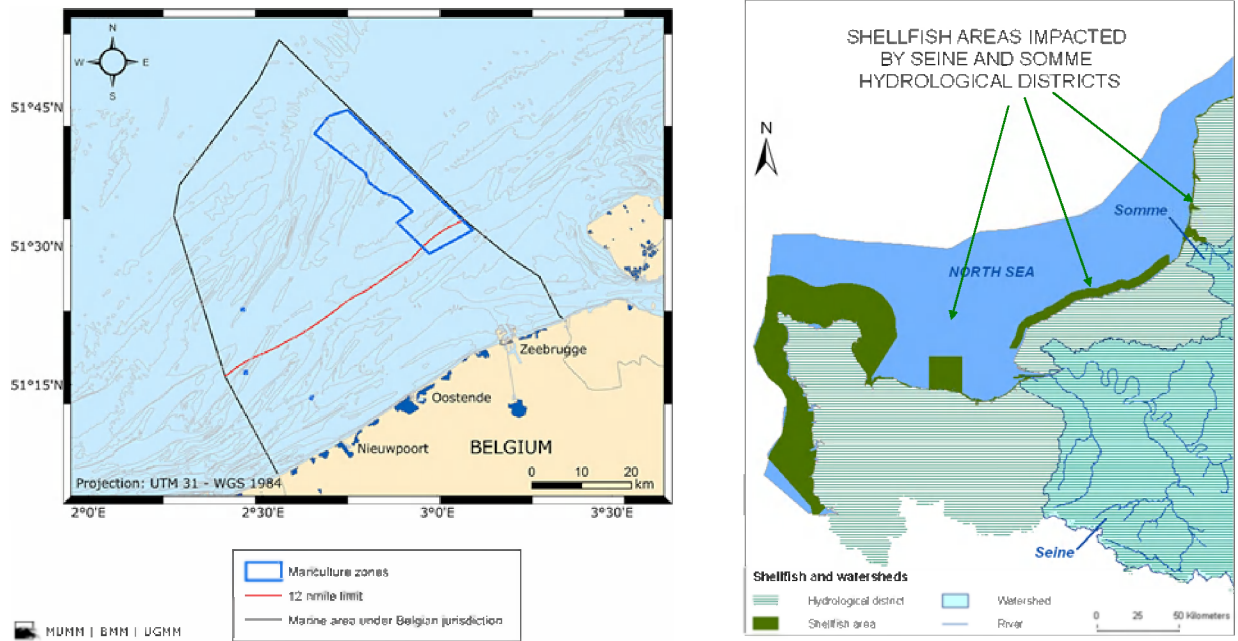 N
W E
S
51°45'N
51°30'N
51°15'N
Zeebrugge
Oostende
Nieuwpoort
BELGIUM
0 10 20
km
Projection: UTM 31 - WGS 1984
2°0'E 2°30'E 3°0'E 3°30'E
Mariculture zones
12 nmile limit
Marine area under Belgian jurisdiction
MUMM | BMM | UGMM
SHELLFISH AREAS IMPACTED
BY SEINE AND SOMME
HYDROLOGICAL DISTRICTS
N
Somme
NORTH SEA
Seine
Shellfish and watersheds
Hydrological district
Watershed
Shellfish area
River
0 25 50 Kilometers